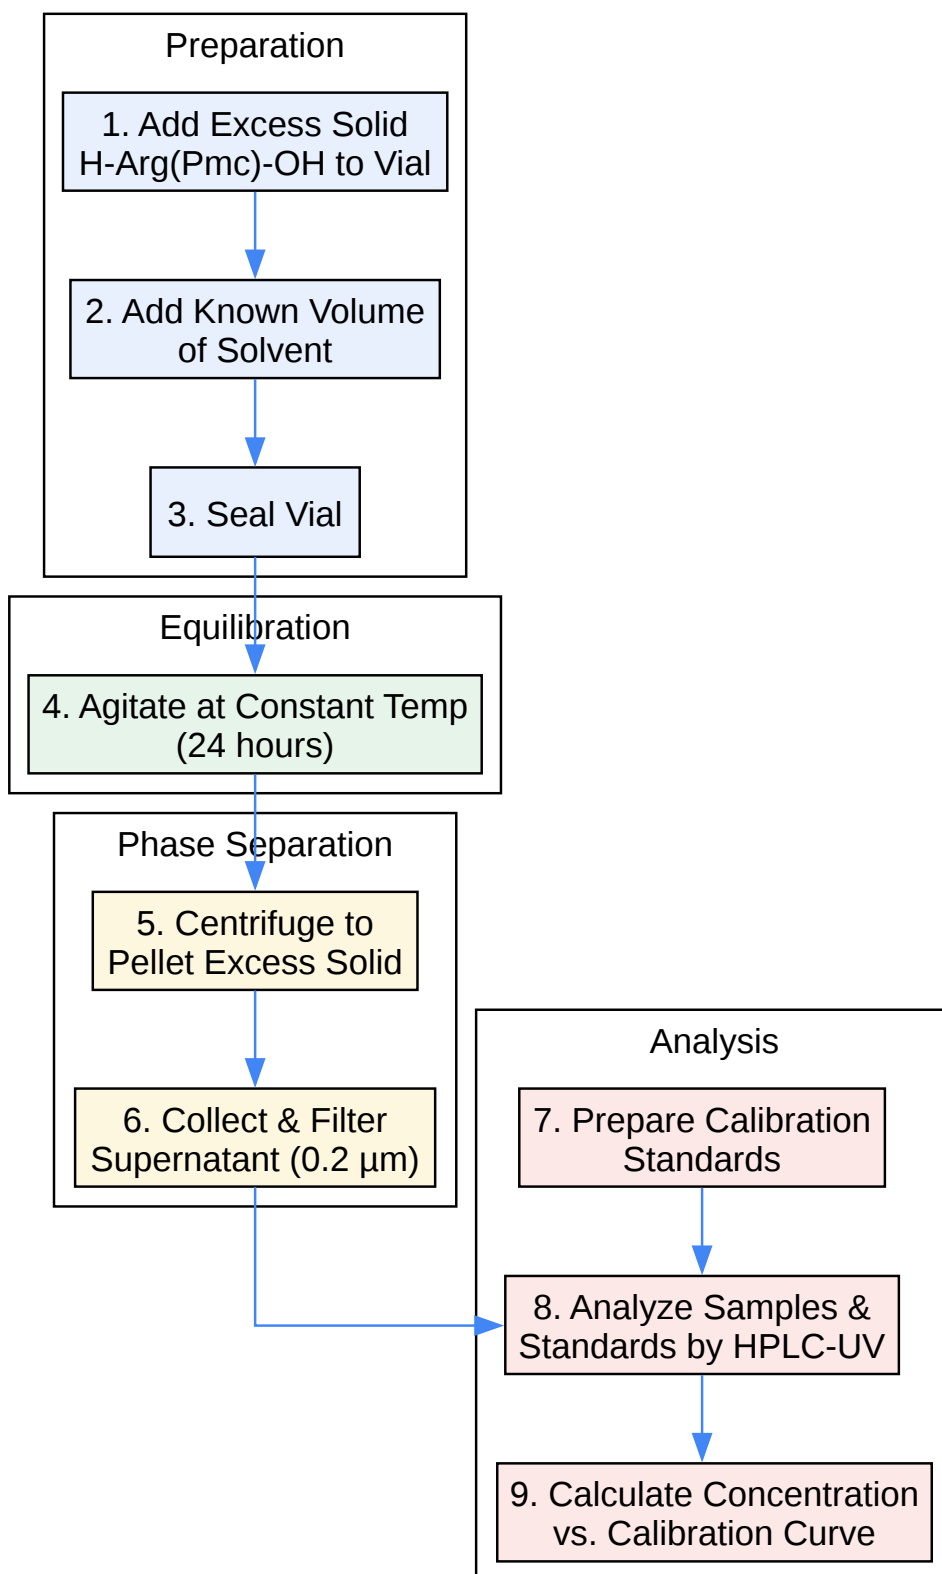 Preparation
1. Add Excess Solid
H-Arg(Pmc)-OH to Vial
2. Add Known Volume
of Solvent
3. Seal Vial
Equilibration
4. Agitate at Constant Temp
(24 hours)
Phase Separation
5. Centrifuge to
Pellet Excess Solid
6. Collect & Filter
Supernatant (0.2 µm)
Analysis
7. Prepare Calibration
Standards
8. Analyze Samples &
Standards by HPLC-UV
9. Calculate Concentration
vs. Calibration Curve